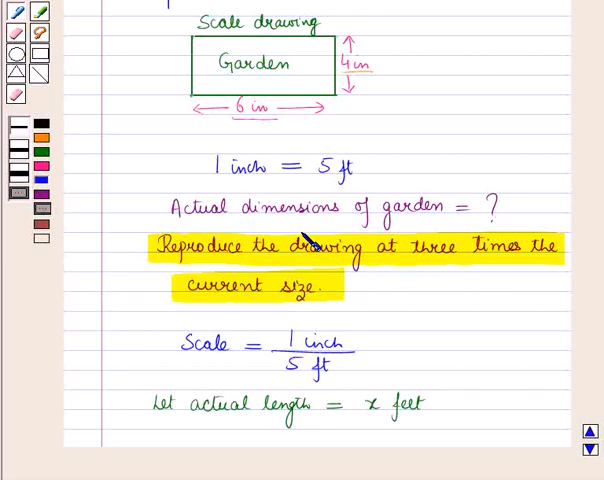 Scale drawing
Garden
4 in
6 in
1 inch = 5 ft
Actual dimensions of garden = ?
Reproduce the drawing at three times the
current size.
Scale = 1 inch
5 ft
Let actual length = x feet